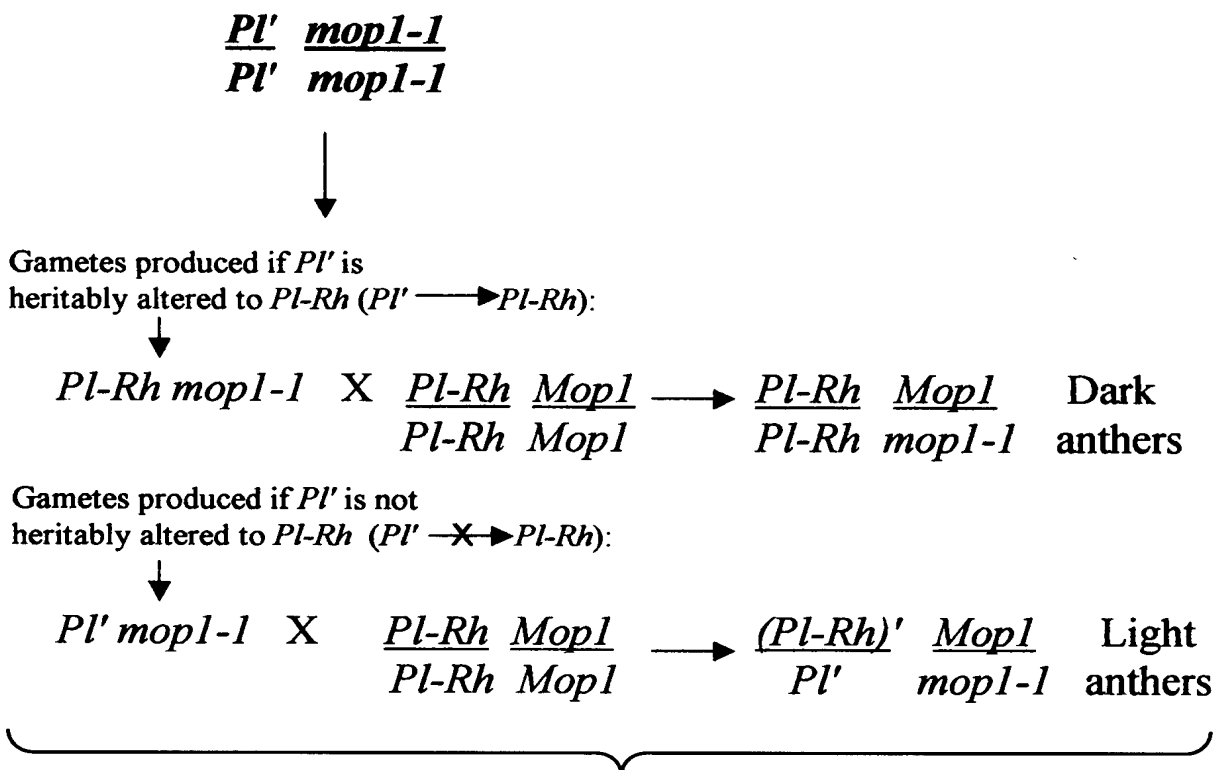 Pl' mop1-1
Pl' mop1-1
Gametes produced if Pl' is
heritably altered to Pl-Rh (Pl' → Pl-Rh):
Pl-Rh mop1-1 X Pl-Rh Mop1 → Pl-Rh Mop1 Dark
Pl-Rh Mop1 Pl-Rh mop1-1 anthers
Gametes produced if Pl' is not
heritably altered to Pl-Rh (Pl' –X→ Pl-Rh):
Pl' mop1-1 X Pl-Rh Mop1 → (Pl-Rh)' Mop1 Light
Pl-Rh Mop1 Pl' mop1-1 anthers